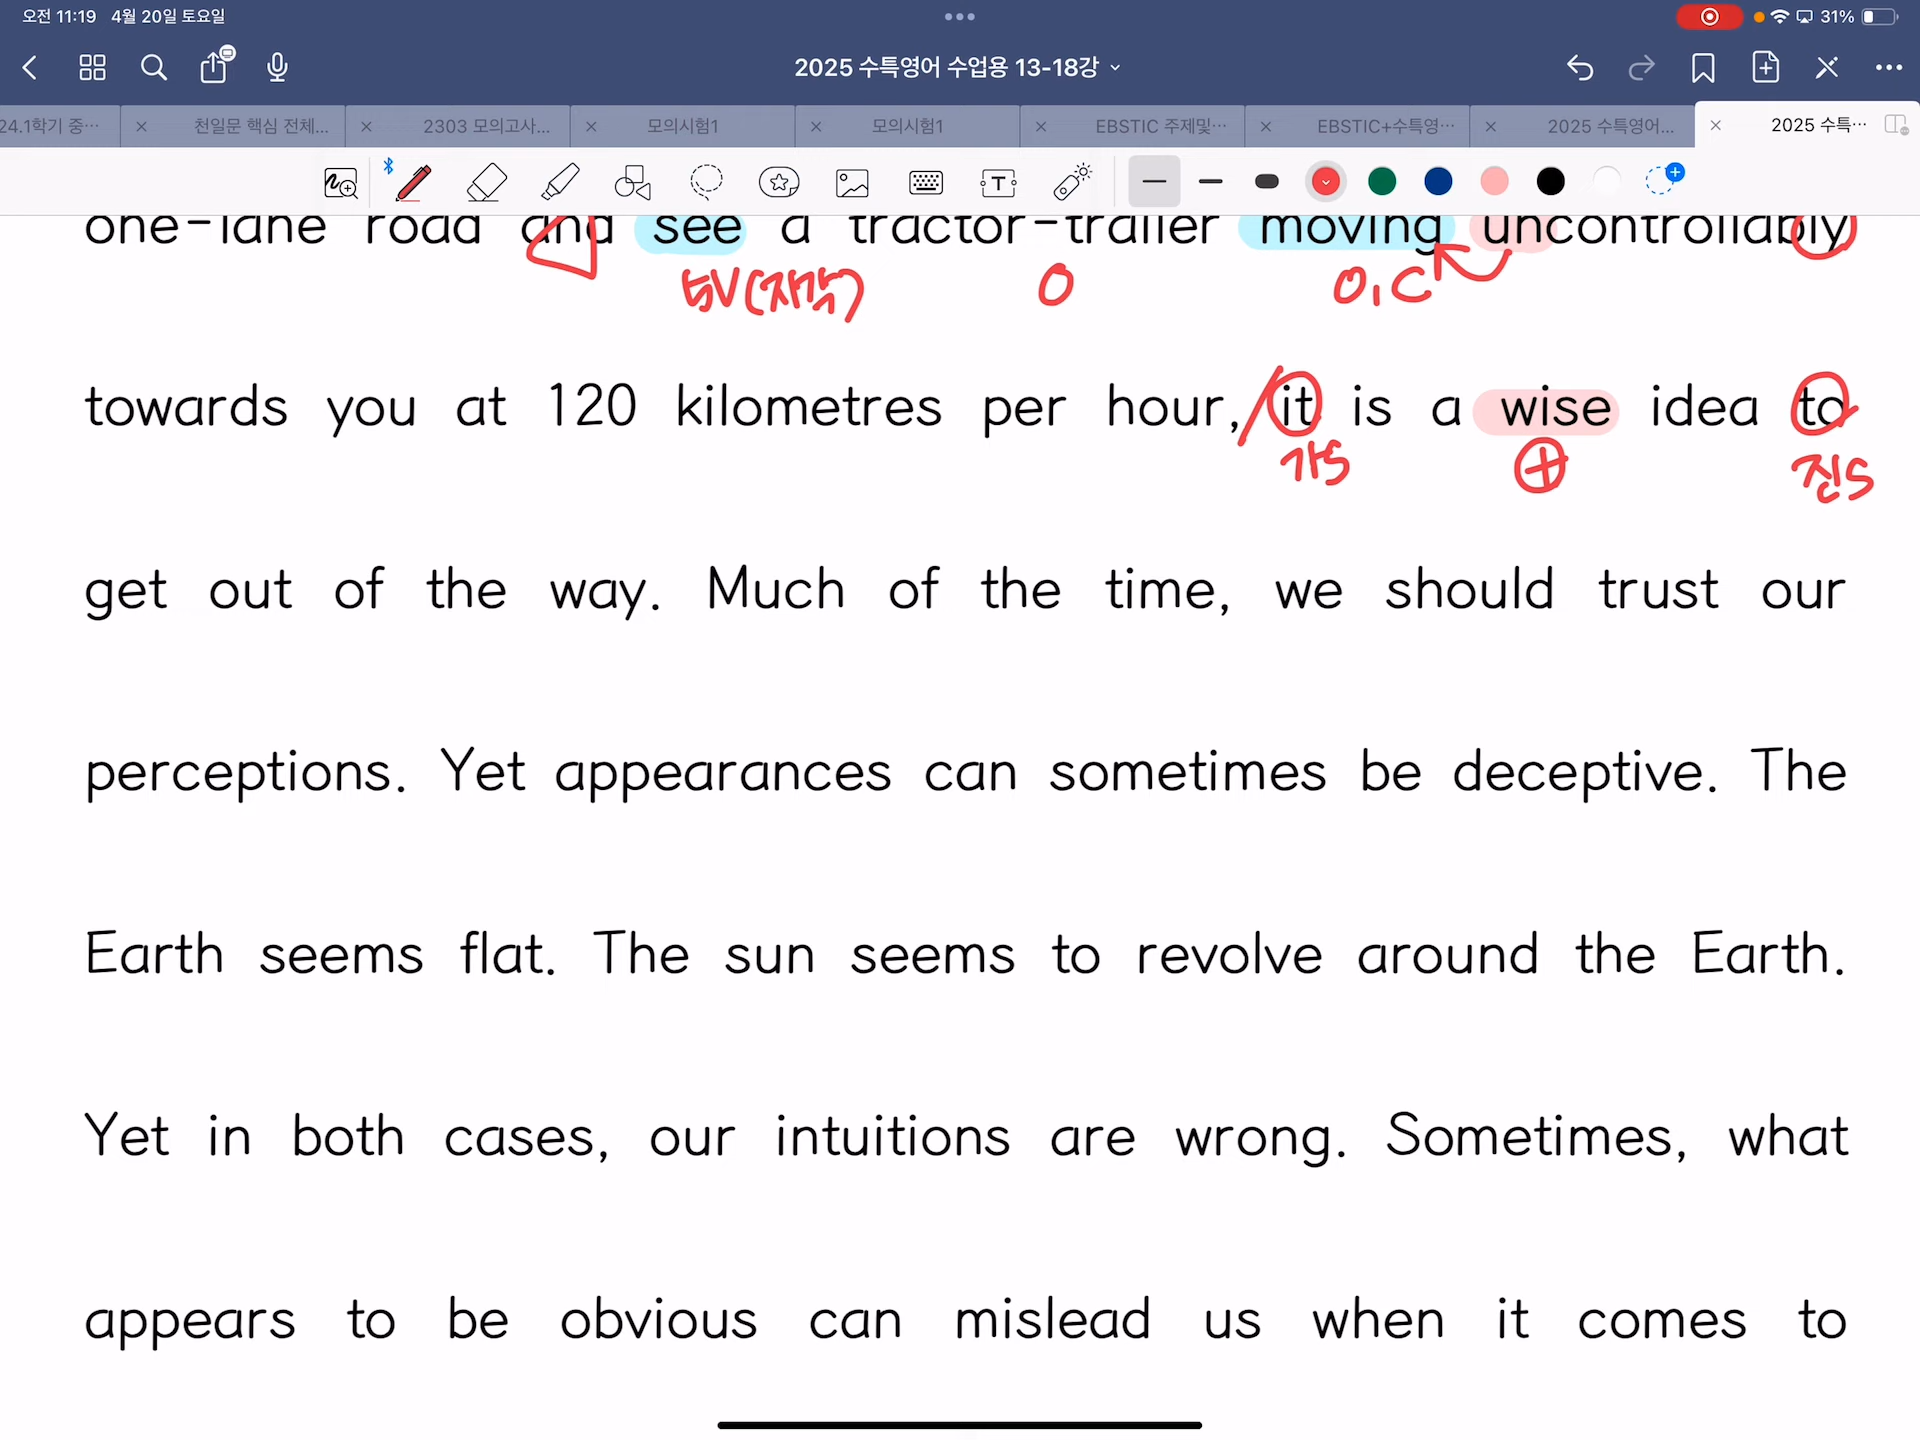 오전 11:19 4월 20일 토요일
31%
2025 수특영어 수업용 13-18강
24.1학기 중…
천일문 핵심 전체...
2303 모의고사...
모의시험1
모의시험1
EBSTIC 주제및…
EBSTIC+수특영…
2025 수특영어...
2025 수특…
one-lane road and see a tractor-trailer moving uncontrollably
5V(지각) O O,C
towards you at 120 kilometres per hour, it is a wise idea to
가S + 진S
get out of the way. Much of the time, we should trust our
perceptions. Yet appearances can sometimes be deceptive. The
Earth seems flat. The sun seems to revolve around the Earth.
Yet in both cases, our intuitions are wrong. Sometimes, what
appears to be obvious can mislead us when it comes to